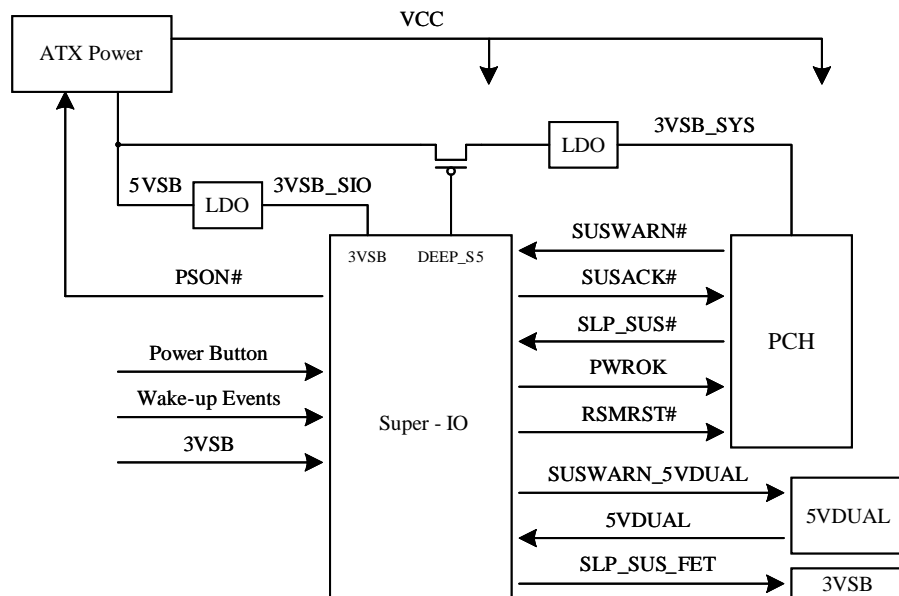 VCC
ATX Power
LDO
3VSB_SYS
5VSB
LDO
3VSB_SIO
3VSB
DEEP_S5
SUSWARN#
PSON#
SUSACK#
SLP_SUS#
PCH
Power Button
PWROK
Wake-up Events
Super - IO
RSMRST#
3VSB
SUSWARN_5VDUAL
5VDUAL
5VDUAL
SLP_SUS_FET
3VSB